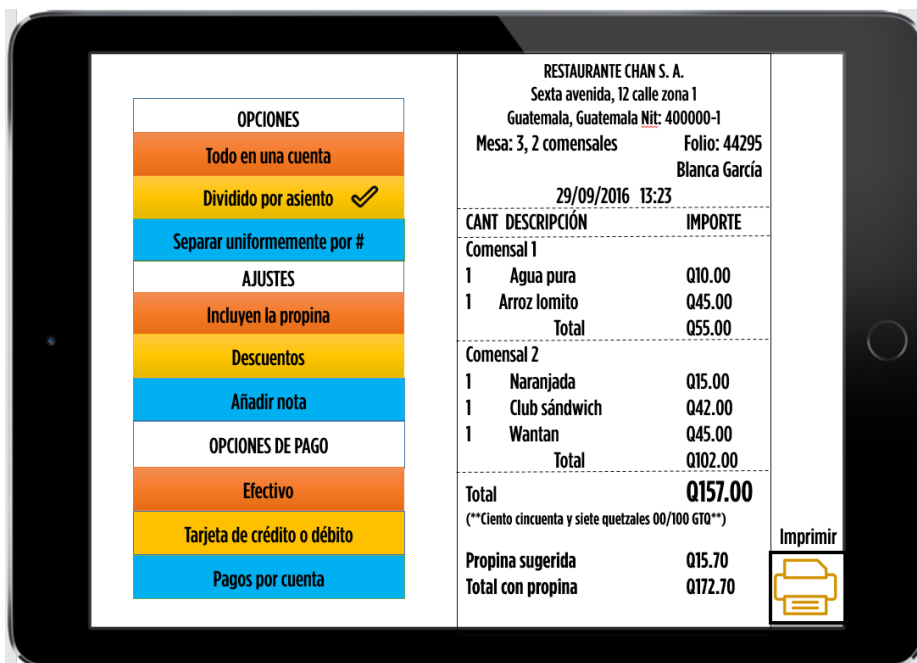 OPCIONES
Todo en una cuenta
Dividido por asiento
Separar uniformemente por #
AJUSTES
Incluyen la propina
Descuentos
Añadir nota
OPCIONES DE PAGO
Efectivo
Tarjeta de crédito o débito
Pagos por cuenta
RESTAURANTE CHAN S. A.
Sexta avenida, 12 calle zona 1
Guatemala, Guatemala Nit: 400000-1
Mesa: 3, 2 comensales Folio: 44295
Blanca García
29/09/2016 13:23
CANT DESCRIPCIÓN IMPORTE
Comensal 1
1 Agua pura Q10.00
1 Arroz lomito Q45.00
Total Q55.00
Comensal 2
1 Naranjada Q15.00
1 Club sándwich Q42.00
1 Wantan Q45.00
Total Q102.00
Total Q157.00
(**Ciento cincuenta y siete quetzales 00/100 GTQ**)
Propina sugerida Q15.70
Total con propina Q172.70
Imprimir